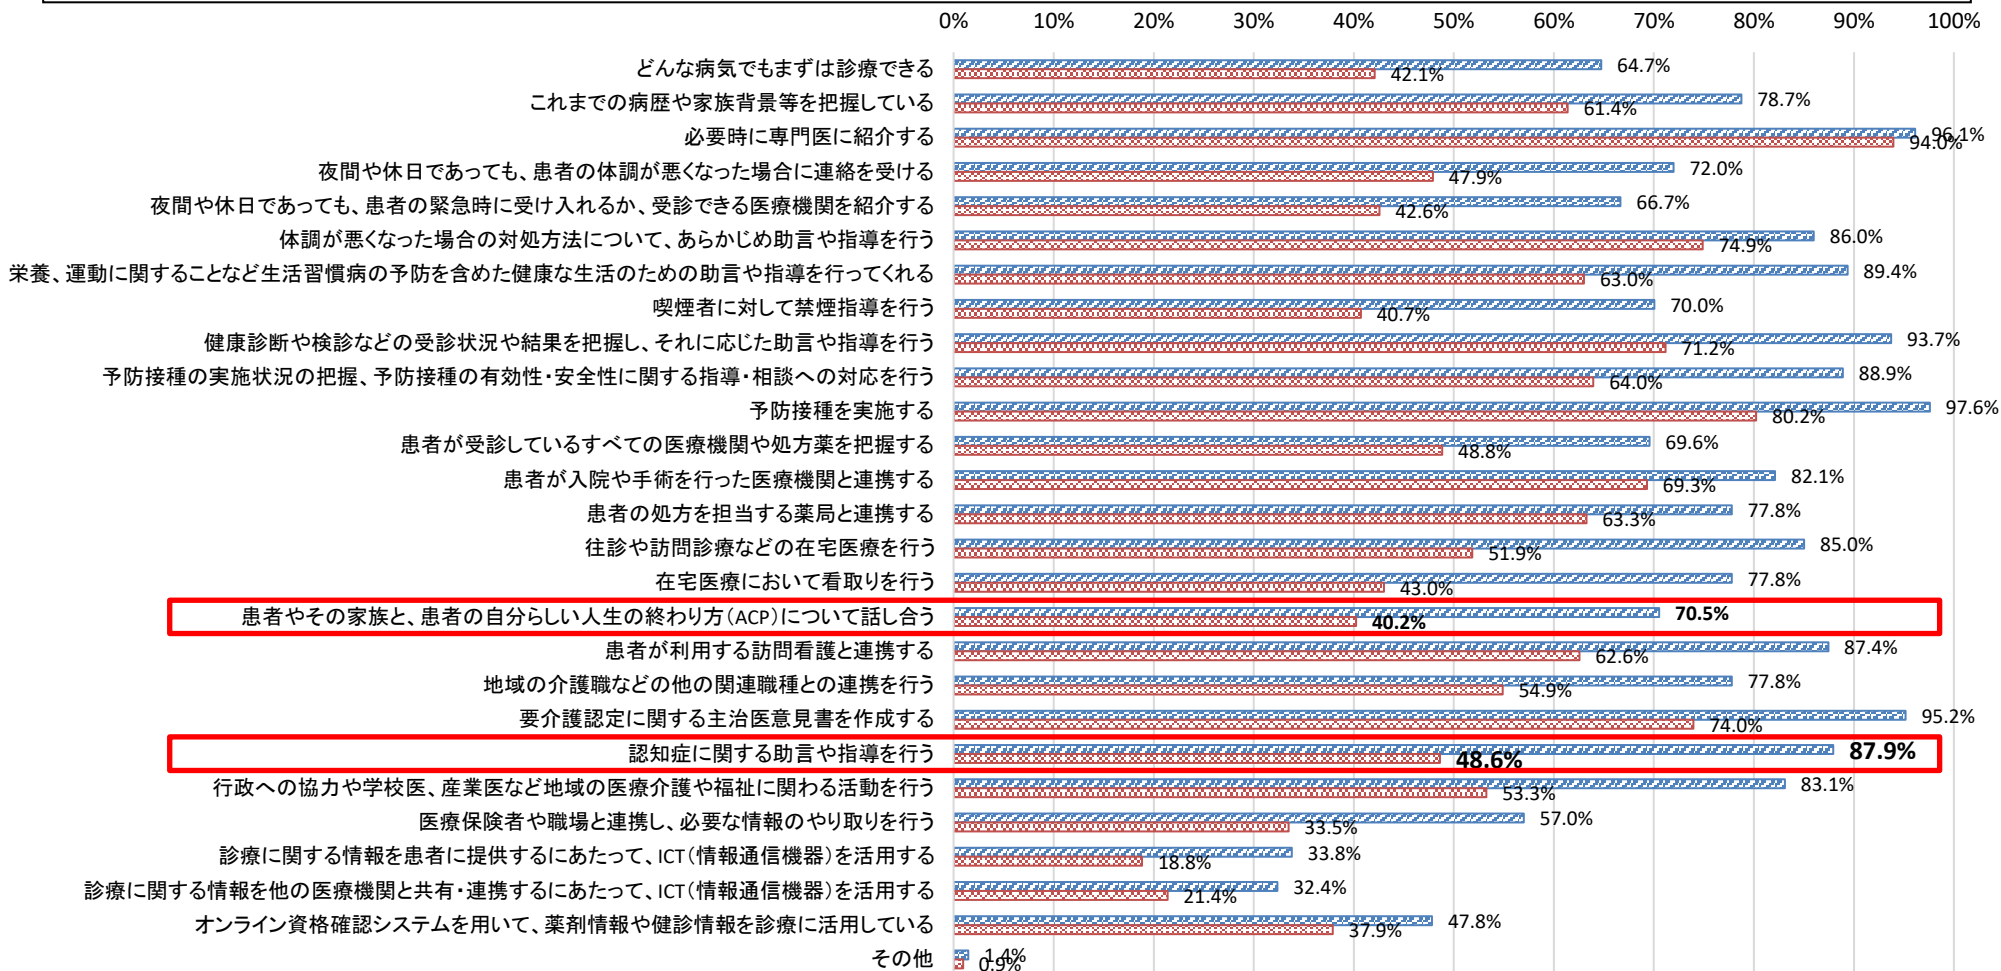 0% 10% 20% 30% 40% 50% 60% 70% 80% 90% 100%
どんな病気でもまずは診療できる 64.7% 42.1%
これまでの病歴や家族背景等を把握している 78.7% 61.4%
必要時に専門医に紹介する 96.1% 94.0%
夜間や休日であっても、患者の体調が悪くなった場合に連絡を受ける 72.0% 47.9%
夜間や休日であっても、患者の緊急時に受け入れるか、受診できる医療機関を紹介する 66.7% 42.6%
体調が悪くなった場合の対処方法について、あらかじめ助言や指導を行う 86.0% 74.9%
栄養、運動に関することなど生活習慣病の予防を含めた健康な生活のための助言や指導を行ってくれる 89.4% 63.0%
喫煙者に対して禁煙指導を行う 70.0% 40.7%
健康診断や検診などの受診状況や結果を把握し、それに応じた助言や指導を行う 93.7% 71.2%
予防接種の実施状況の把握、予防接種の有効性・安全性に関する指導・相談への対応を行う 88.9% 64.0%
予防接種を実施する 97.6% 80.2%
患者が受診しているすべての医療機関や処方薬を把握する 69.6% 48.8%
患者が入院や手術を行った医療機関と連携する 82.1% 69.3%
患者の処方を担当する薬局と連携する 77.8% 63.3%
往診や訪問診療などの在宅医療を行う 85.0% 51.9%
在宅医療において看取りを行う 77.8% 43.0%
患者やその家族と、患者の自分らしい人生の終わり方（ACP）について話し合う 70.5% 40.2%
患者が利用する訪問看護と連携する 87.4% 62.6%
地域の介護職などの他の関連職種との連携を行う 77.8% 54.9%
要介護認定に関する主治医意見書を作成する 95.2% 74.0%
認知症に関する助言や指導を行う 87.9% 48.6%
行政への協力や学校医、産業医など地域の医療介護や福祉に関わる活動を行う 83.1% 53.3%
医療保険者や職場と連携し、必要な情報のやり取りを行う 57.0% 33.5%
診療に関する情報を患者に提供するにあたって、ICT（情報通信機器）を活用する 33.8% 18.8%
診療に関する情報を他の医療機関と共有・連携するにあたって、ICT（情報通信機器）を活用する 32.4% 21.4%
オンライン資格確認システムを用いて、薬剤情報や健診情報を診療に活用している 47.8% 37.9%
その他 1.4% 0.9%